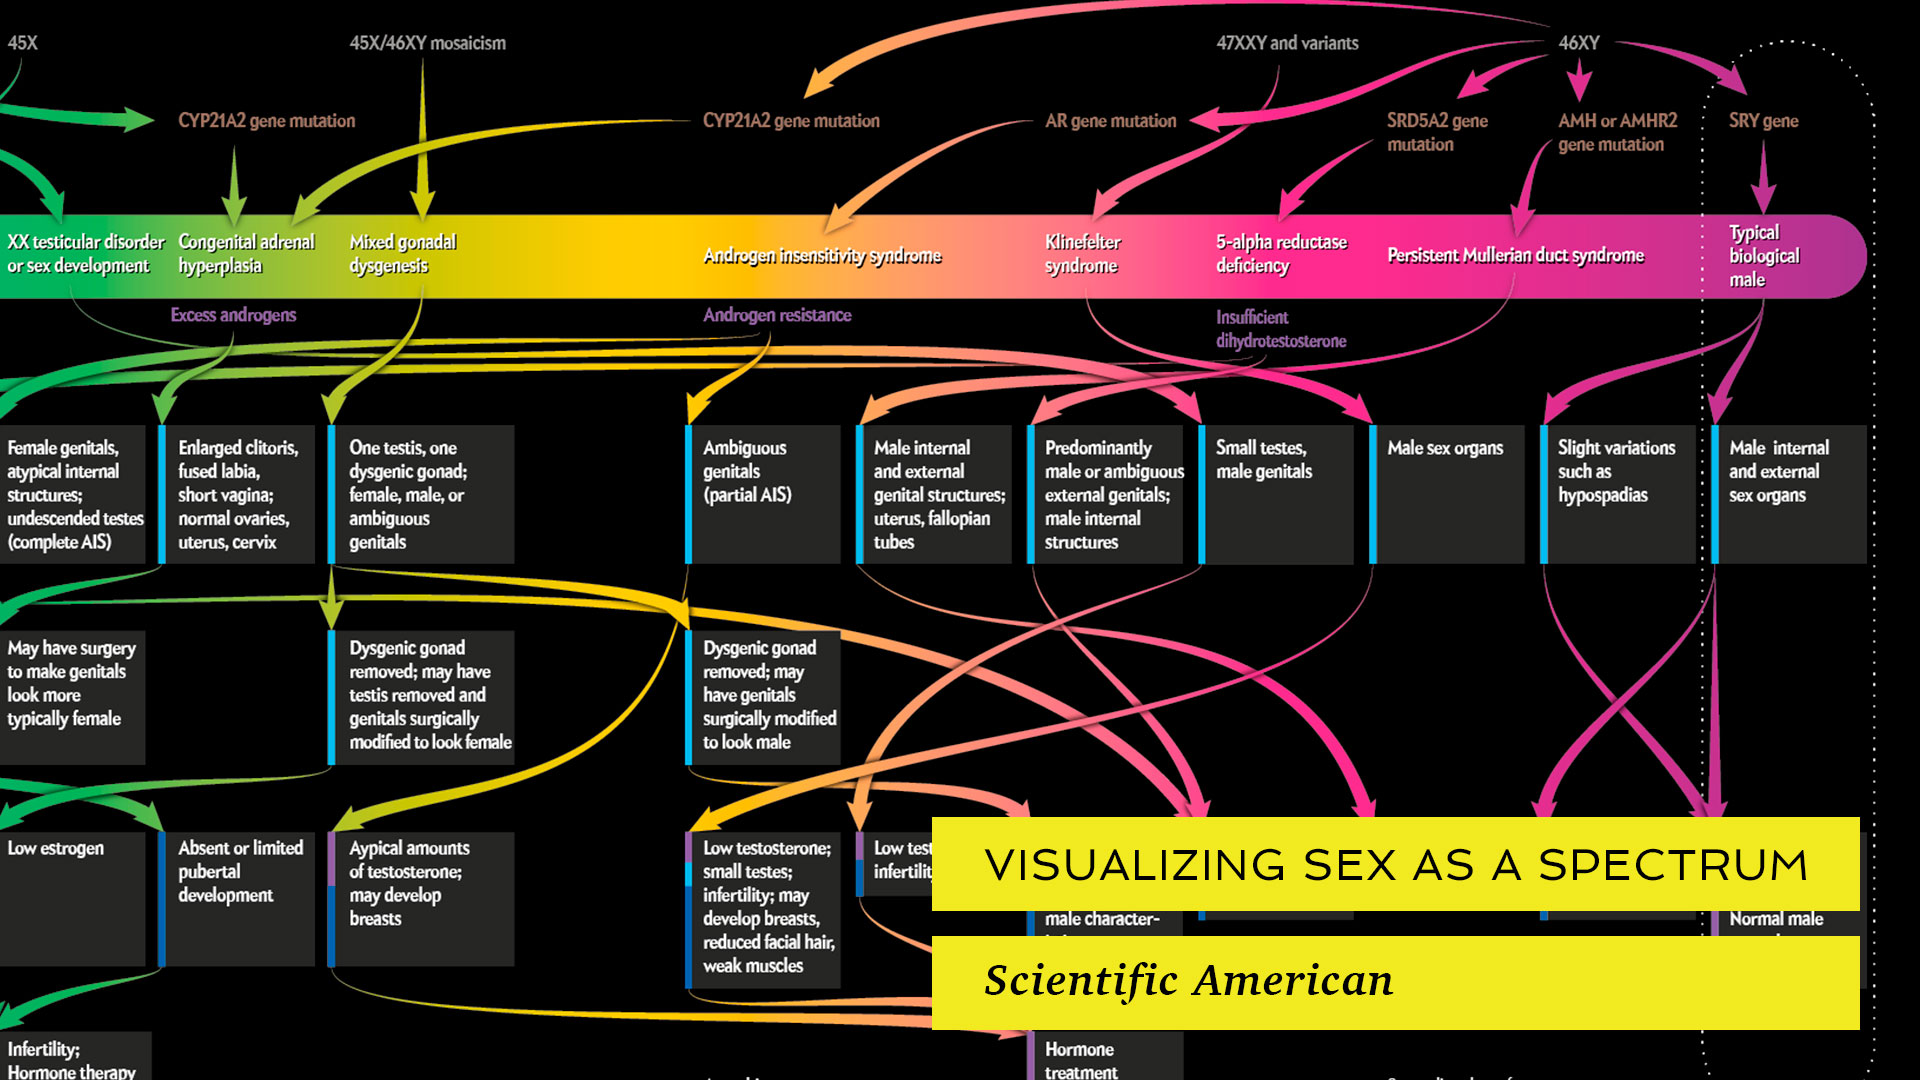 45X
45X/46XY mosaicism
47XXY and variants
46XY
CYP21A2 gene mutation
CYP21A2 gene mutation
AR gene mutation
SRD5A2 gene
mutation
AMH or AMHR2
gene mutation
SRY gene
XX testicular disorder
or sex development
Congenital adrenal
hyperplasia
Mixed gonadal
dysgenesis
Androgen insensitivity syndrome
Klinefelter
syndrome
5-alpha reductase
deficiency
Persistent Mullerian duct syndrome
Typical
biological
male
Excess androgens
Androgen resistance
Insufficient
dihydrotestosterone
Female genitals,
atypical internal
structures;
undescended testes
(complete AIS)
Enlarged clitoris,
fused labia,
short vagina;
normal ovaries,
uterus, cervix
One testis, one
dysgenic gonad;
female, male, or
ambiguous
genitals
Ambiguous
genitals
(partial AIS)
Male internal
and external
genital structures;
uterus, fallopian
tubes
Predominantly
male or ambiguous
external genitals;
male internal
structures
Small testes,
male genitals
Male sex organs
Slight variations
such as
hypospadias
Male internal
and external
sex organs
May have surgery
to make genitals
look more
typically female
Dysgenic gonad
removed; may have
testis removed and
genitals surgically
modified to look female
Dysgenic gonad
removed; may
have genitals
surgically modified
to look male
Low estrogen
Absent or limited
pubertal
development
Aypical amounts
of testosterone;
may develop
breasts
Low testosterone;
small testes;
infertility; may
develop breasts,
reduced facial hair,
weak muscles
Low
male character-
Normal male
VISUALIZING SEX AS A SPECTRUM
Scientific American
Infertility;
Hormone therapy
Hormone
treatment